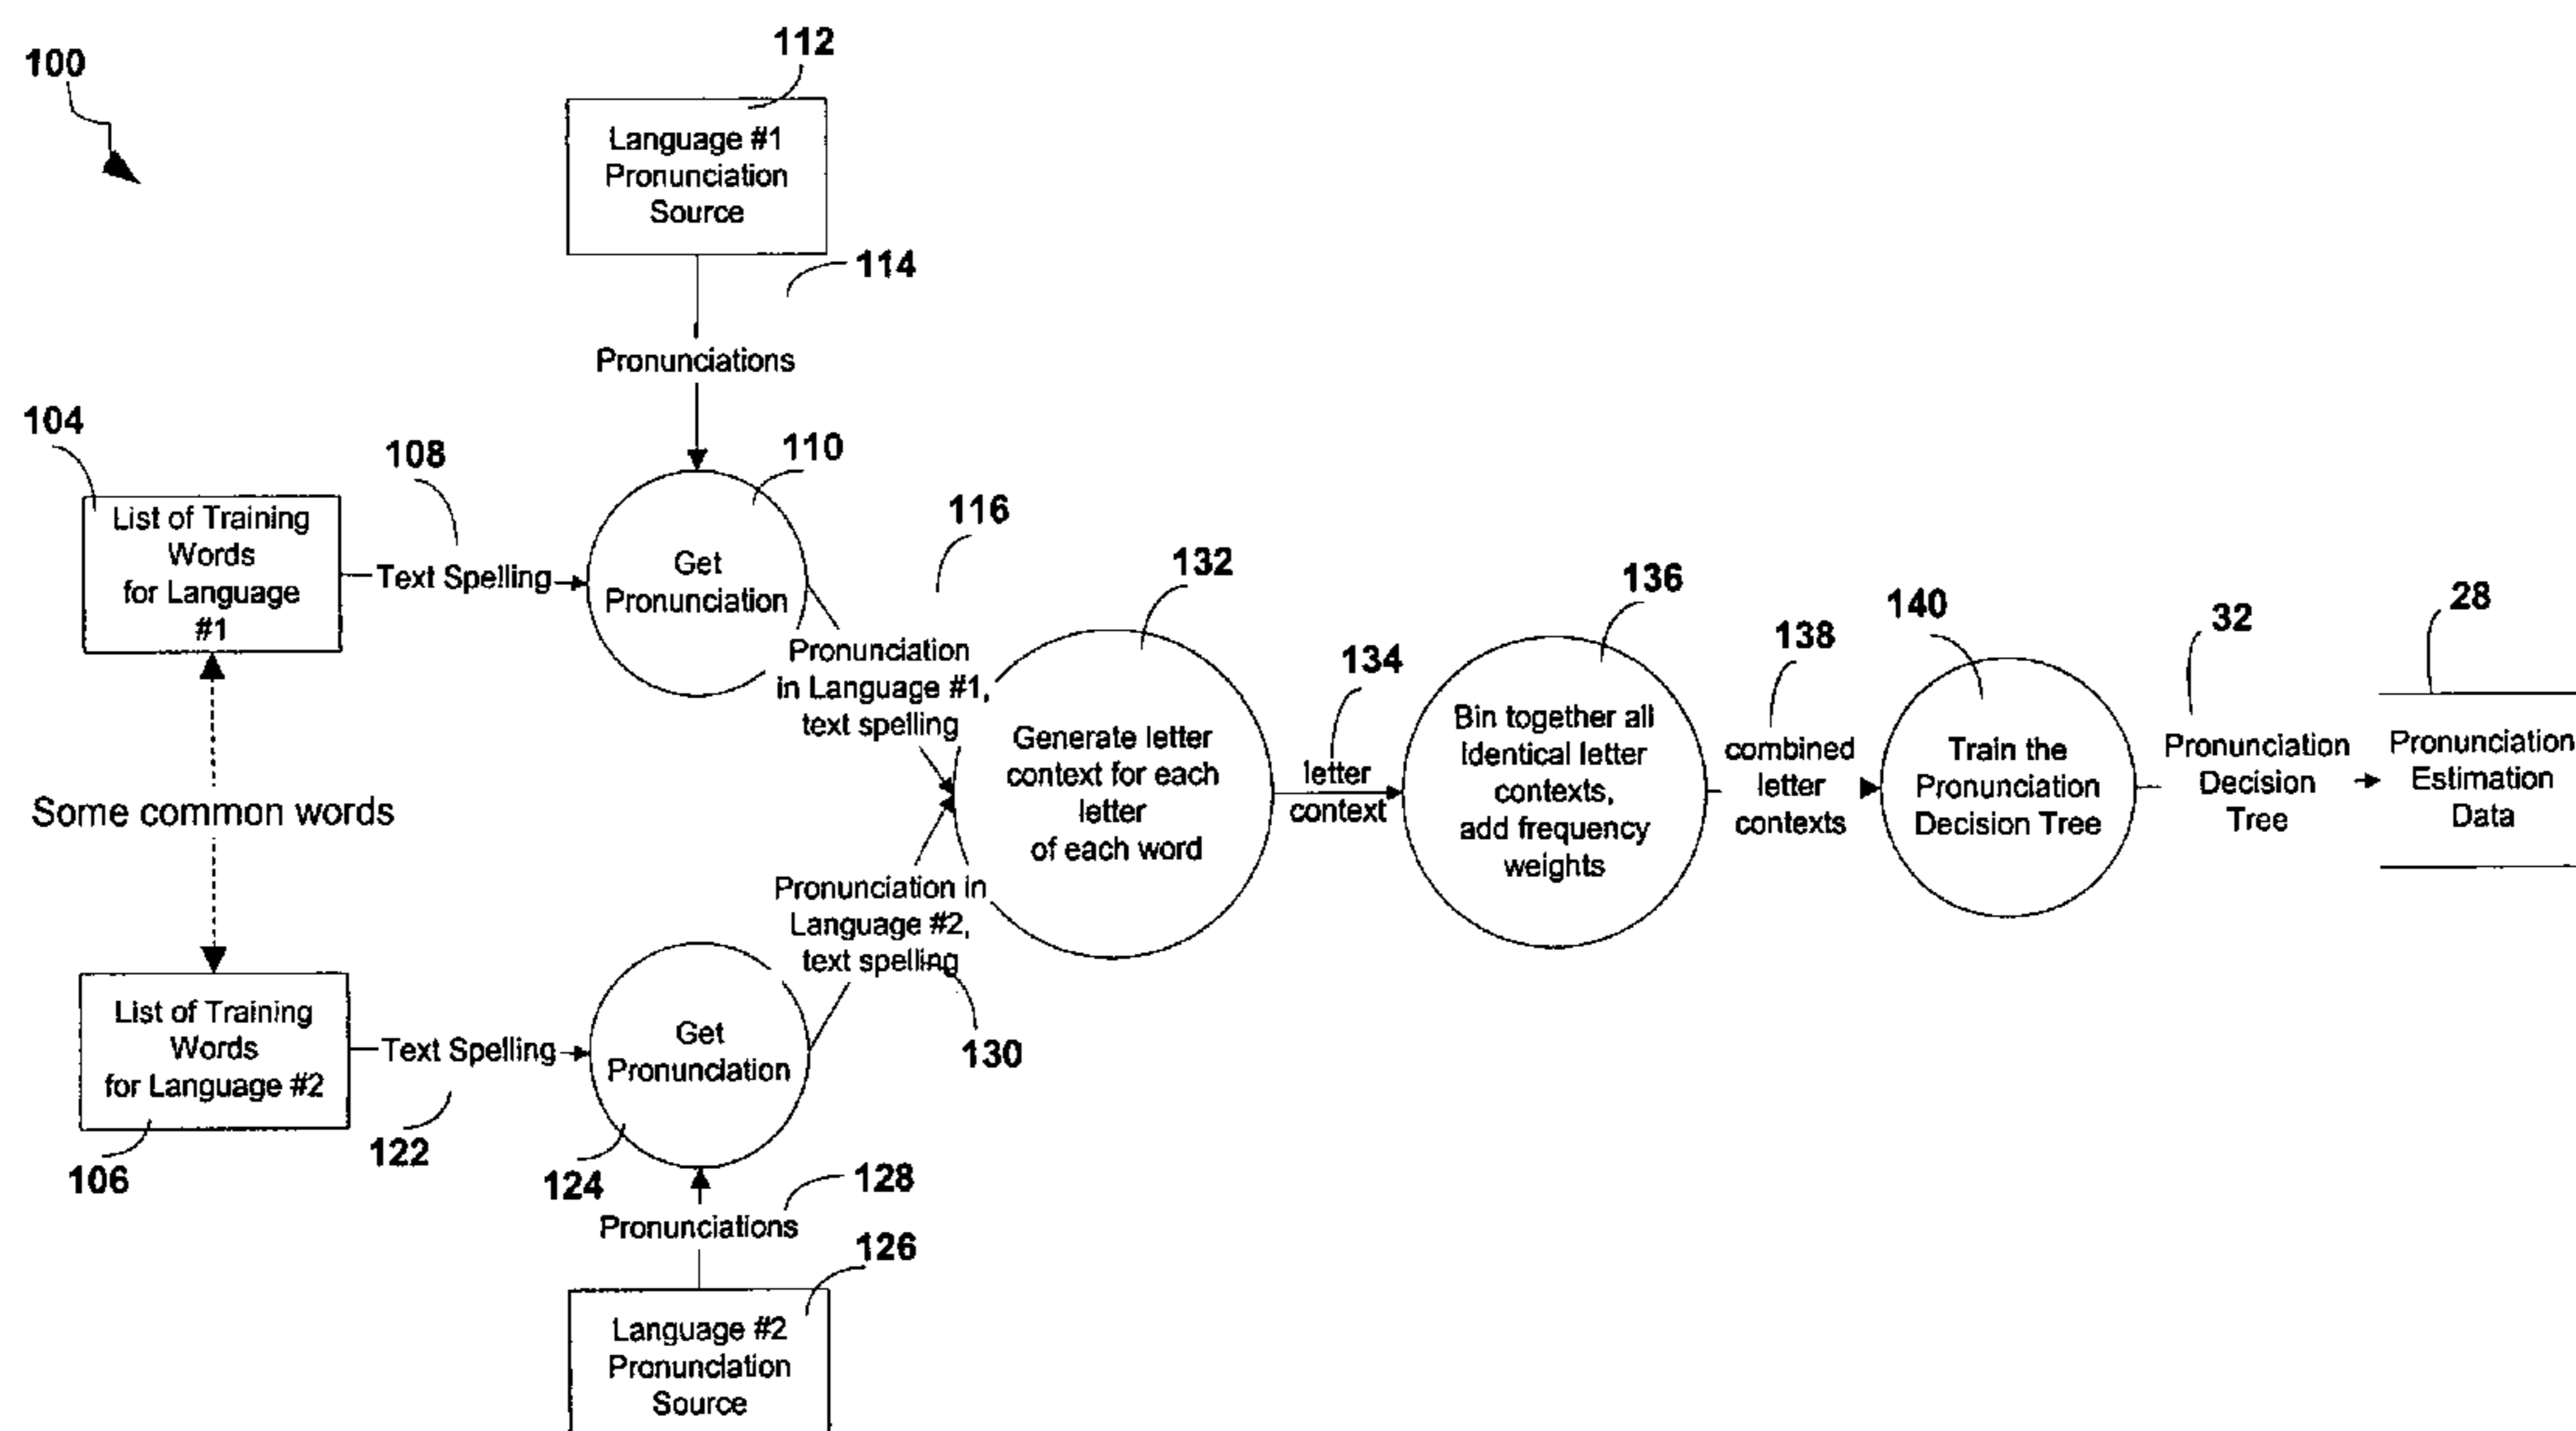 100
112
Language #1
Pronunciation
Source
114
Pronunciations
104
108
110
List of Training
Words
for Language
#1
Text Spelling
Get
Pronunciation
116
Pronunciation
in Language #1,
text spelling
132
Generate letter
context for each
letter
of each word
134
letter
context
136
Bin together all
identical letter
contexts,
add frequency
weights
138
combined
letter
contexts
140
Train the
Pronunciation
Decision Tree
32
Pronunciation
Decision
Tree
28
Pronunciation
Estimation
Data
Some common words
Pronunciation in
Language #2,
text spelling
130
List of Training
Words
for Language #2
106
Text Spelling
122
Get
Pronunciation
124
128
Pronunciations
126
Language #2
Pronunciation
Source